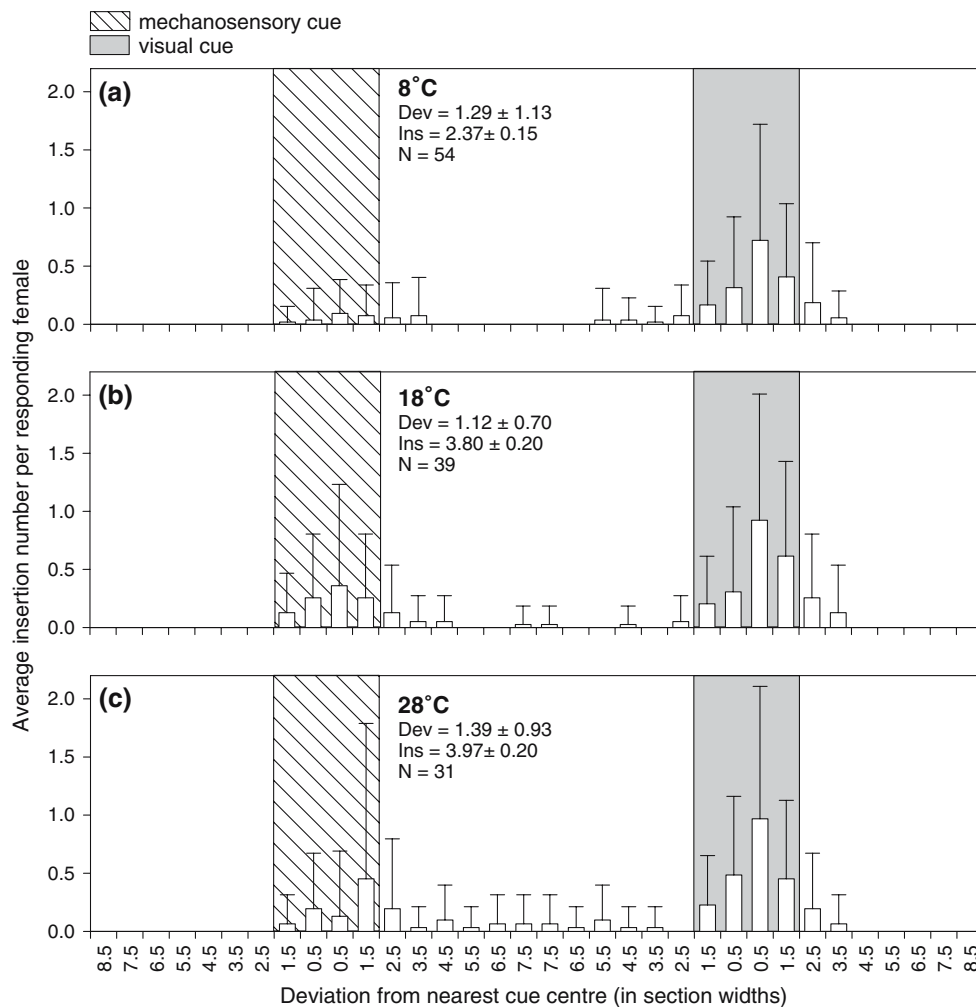 mechanosensory cue
visual cue
(a)
8˚C
Dev = 1.29 ± 1.13
Ins = 2.37± 0.15
N = 54
2.0
1.5
1.0
0.5
0.0
(b)
18˚C
Dev = 1.12 ± 0.70
Ins = 3.80 ± 0.20
N = 39
2.0
1.5
1.0
0.5
0.0
(c)
28˚C
Dev = 1.39 ± 0.93
Ins = 3.97± 0.20
N = 31
2.0
1.5
1.0
0.5
0.0
Average insertion number per responding female
8.5 7.5 6.5 5.5 4.5 3.5 2.5 1.5 0.5 0.5 1.5 2.5 3.5 4.5 5.5 6.5 7.5 7.5 6.5 5.5 4.5 3.5 2.5 1.5 0.5 0.5 1.5 2.5 3.5 4.5 5.5 6.5 7.5 8.5
Deviation from nearest cue centre (in section widths)